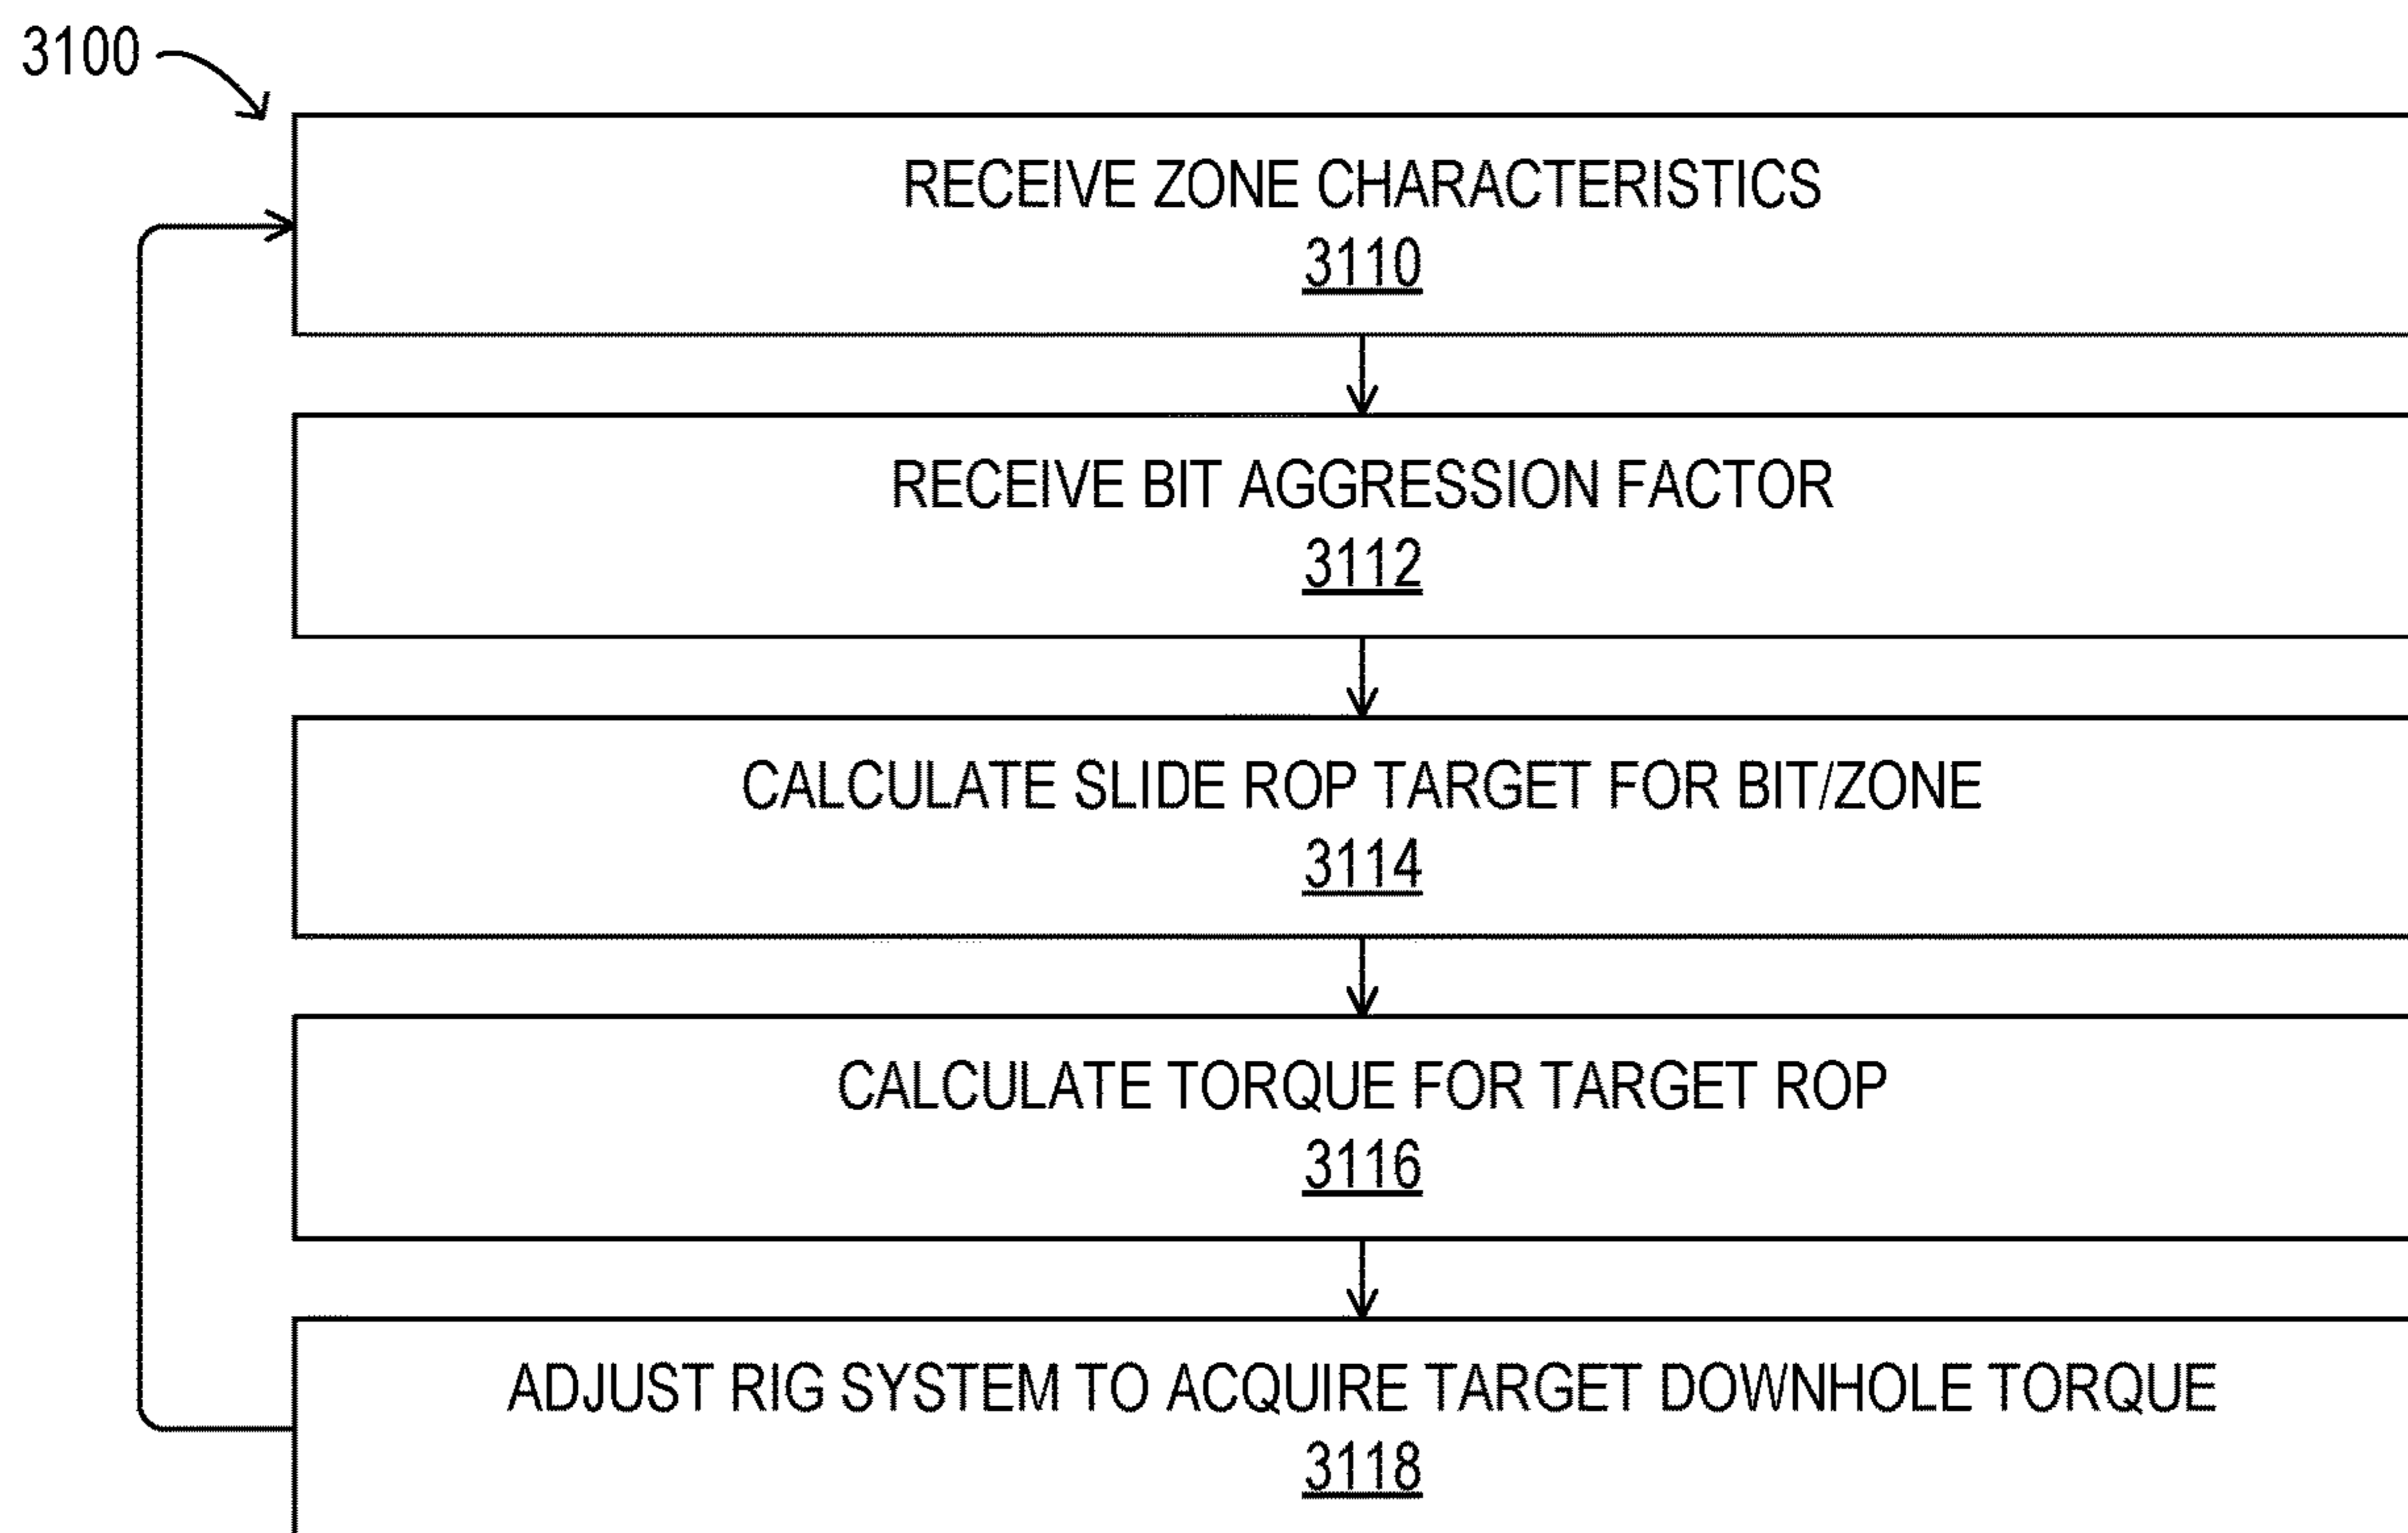 3100
RECEIVE ZONE CHARACTERISTICS
3110
RECEIVE BIT AGGRESSION FACTOR
3112
CALCULATE SLIDE ROP TARGET FOR BIT/ZONE
3114
CALCULATE TORQUE FOR TARGET ROP
3116
ADJUST RIG SYSTEM TO ACQUIRE TARGET DOWNHOLE TORQUE
3118